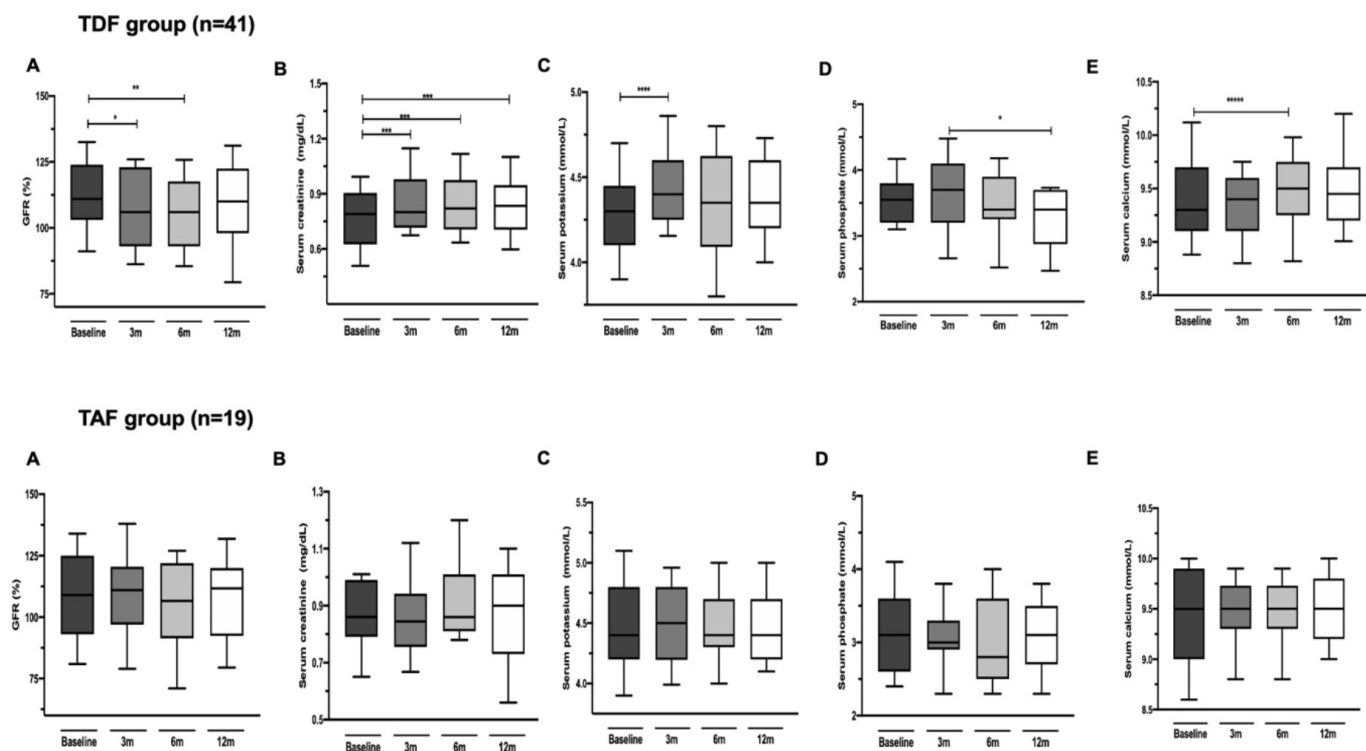 TDF group (n=41)
A
GFR (%)
150
125
100
75
* **
Baseline 3m 6m 12m
B
Serum creatinine (mg/dL)
1.5
1.2
0.9
0.6
*** *** ***
Baseline 3m 6m 12m
C
Serum potassium (mmol/L)
5.0
4.5
4.0
****
Baseline 3m 6m 12m
D
Serum phosphate (mmol/L)
5
4
3
2
*
Baseline 3m 6m 12m
E
Serum calcium (mmol/L)
10.5
10.0
9.5
9.0
8.5
*****
Baseline 3m 6m 12m
TAF group (n=19)
A
GFR (%)
150
125
100
75
Baseline 3m 6m 12m
B
Serum creatinine (mg/dL)
1.3
1.1
0.9
0.7
0.5
Baseline 3m 6m 12m
C
Serum potassium (mmol/L)
5.5
5.0
4.5
4.0
Baseline 3m 6m 12m
D
Serum phosphate (mmol/L)
5
4
3
2
Baseline 3m 6m 12m
E
Serum calcium (mmol/L)
10.5
10.0
9.5
9.0
8.5
Baseline 3m 6m 12m